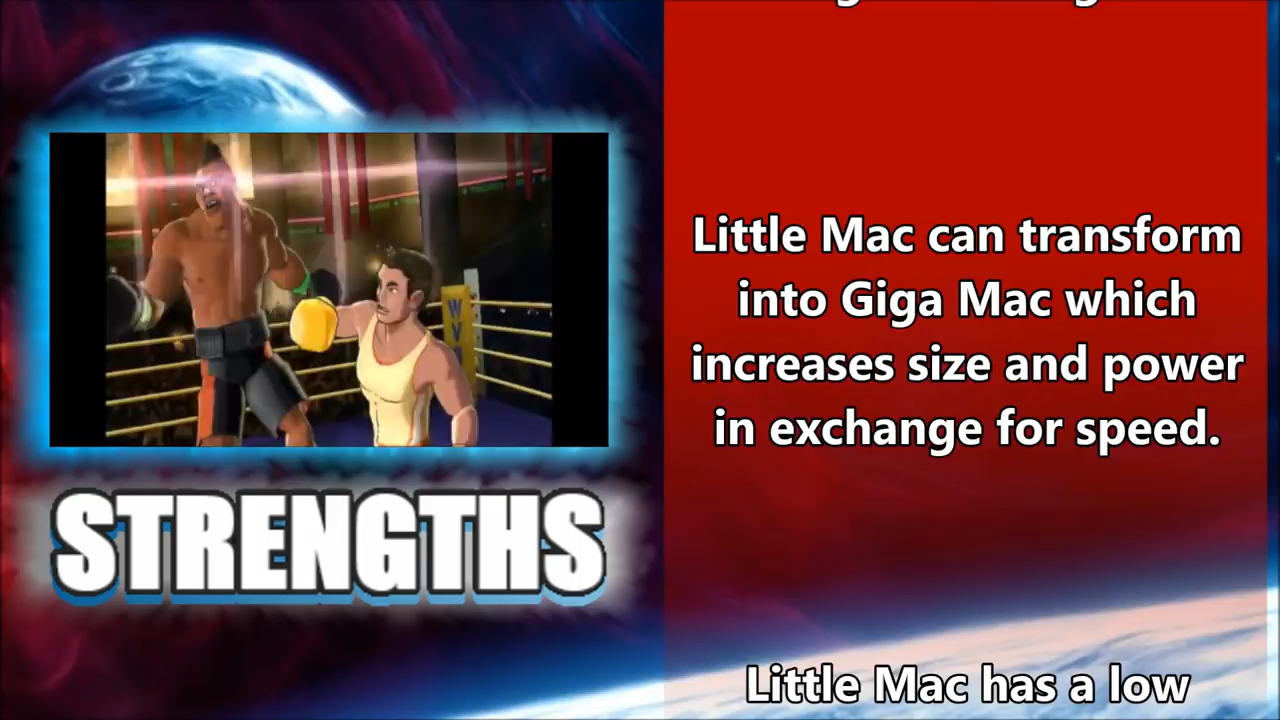 Little Mac can transform
into Giga Mac which
increases size and power
in exchange for speed.
STRENGTHS
Little Mac has a low